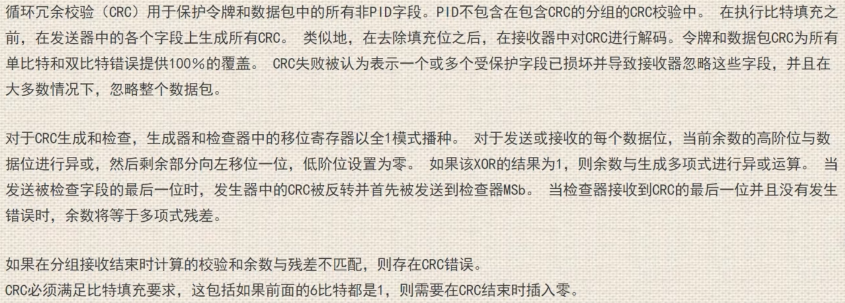 循环冗余校验（CRC）用于保护令牌和数据包中的所有非PID字段。PID不包含在包含CRC的分组的CRC校验中。 在执行比特填充之
前，在发送器中的各个字段上生成所有CRC。 类似地，在去除填充位之后，在接收器中对CRC进行解码。令牌和数据包CRC为所有
单比特和双比特错误提供100％的覆盖。 CRC失败被认为表示一个或多个受保护字段已损坏并导致接收器忽略这些字段，并且在
大多数情况下，忽略整个数据包。
对于CRC生成和检查，生成器和检查器中的移位寄存器以全1模式播种。 对于发送或接收的每个数据位，当前余数的高阶位与数
据位进行异或，然后剩余部分向左移位一位，低阶位设置为零。 如果该XOR的结果为1，则余数与生成多项式进行异或运算。 当
发送被检查字段的最后一位时，发生器中的CRC被反转并首先被发送到检查器MSb。 当检查器接收到CRC的最后一位并且没有发生
错误时，余数将等于多项式残差。
如果在分组接收结束时计算的校验和余数与残差不匹配，则存在CRC错误。
CRC必须满足比特填充要求，这包括如果前面的6比特都是1，则需要在CRC结束时插入零。